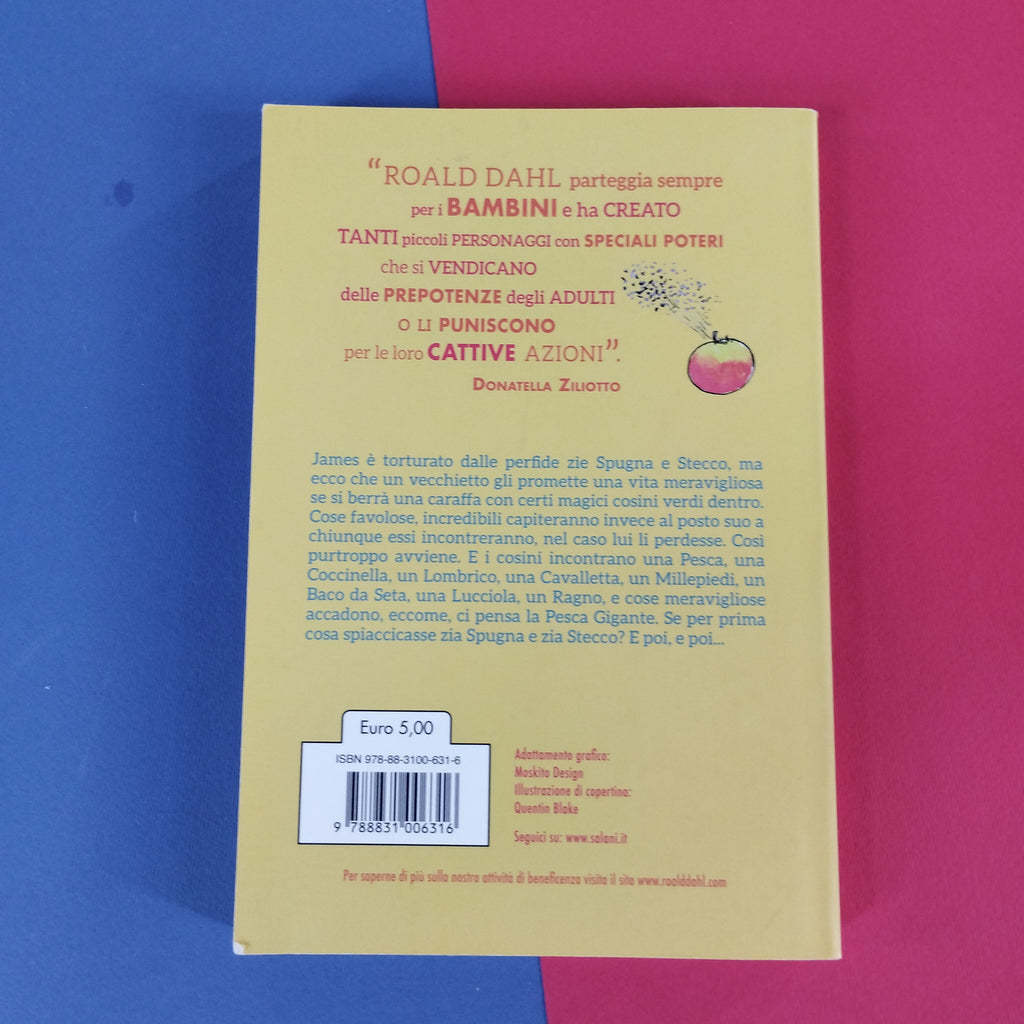 “ROALD DAHL parteggia sempre
per i BAMBINI e ha CREATO
TANTI piccoli PERSONAGGI con SPECIALI POTERI
che si VENDICANO
delle PREPOTENZE degli ADULTI
O LI PUNISCONO
per le loro CATTIVE AZIONI”.
DONATELLA ZILIOTTO
James è torturato dalle perfide zie Spugna e Stecco, ma
ecco che un vecchietto gli promette una vita meravigliosa
se si berrà una caraffa con certi magici cosini verdi dentro.
Cose favolose, incredibili capiteranno invece al posto suo a
chiunque essi incontreranno, nel caso lui li perdesse. Così
purtroppo avviene. E i cosini incontrano una Pesca, una
Coccinella, un Lombrico, una Cavalletta, un Millepiedi, un
Baco da Seta, una Lucciola, un Ragno, e cose meravigliose
accadono, eccome, ci pensa la Pesca Gigante. Se per prima
cosa spiaccicasse zia Spugna e zia Stecco? E poi, e poi...
Euro 5,00
ISBN 978-88-3100-631-6
9 788831 006316
Adattamento grafico:
Moskito Design
Illustrazione di copertina:
Quentin Blake
Seguici su: www.salani.it
Per saperne di più sulla nostra attività di beneficenza visita il sito www.roalddahl.com